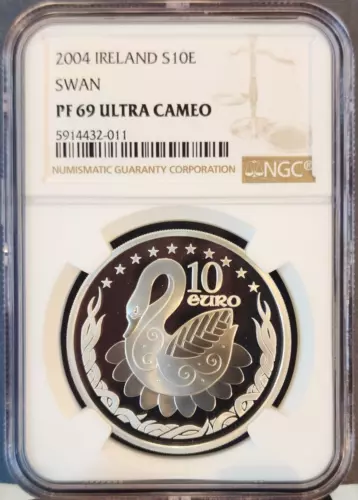 2004 IRELAND S10E
SWAN
PF 69 ULTRA CAMEO
5914432-011
NUMISMATIC GUARANTY CORPORATION
NGC®
10
euro